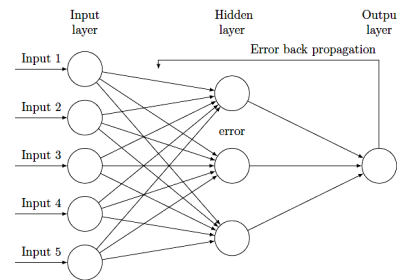 Input
layer
Hidden
layer
Outpu
layer
Error back propagation
Input 1
Input 2
error
Input 3
Input 4
Input 5